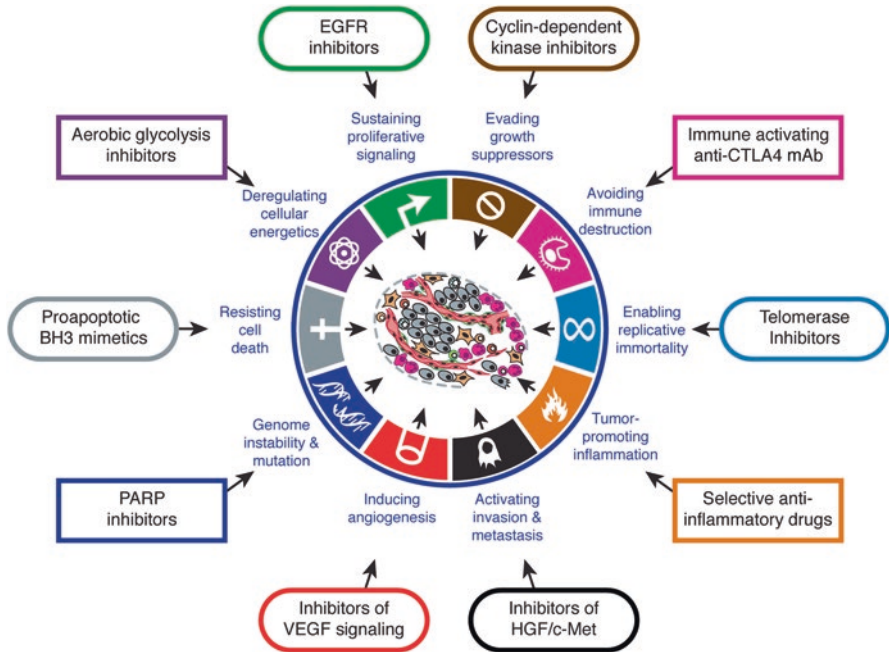 EGFR
inhibitors
Cyclin-dependent
kinase inhibitors
Sustaining
proliferative
signaling
Evading
growth
suppressors
Aerobic glycolysis
inhibitors
Immune activating
anti-CTLA4 mAb
Deregulating
cellular
energetics
Avoiding
immune
destruction
Proapoptotic
BH3 mimetics
Resisting
cell
death
Enabling
replicative
immortality
Telomerase
Inhibitors
Genome
instability &
mutation
Tumor-
promoting
inflammation
PARP
inhibitors
Inducing
angiogenesis
Activating
invasion &
metastasis
Selective anti-
inflammatory drugs
Inhibitors of
VEGF signaling
Inhibitors of
HGF/c-Met